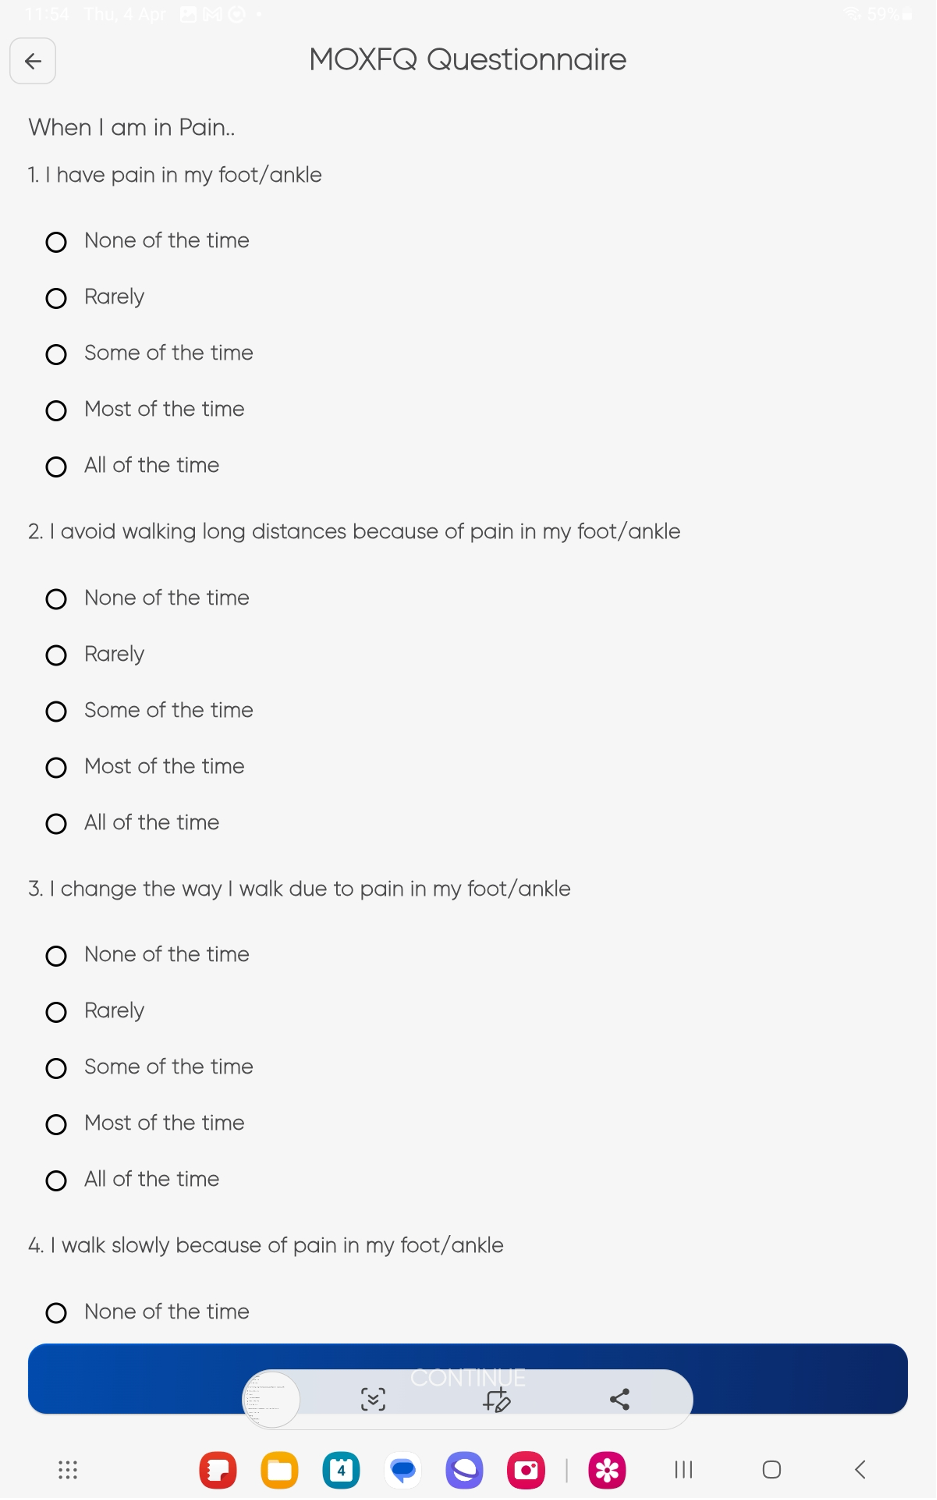 11:54 Thu, 4 Apr
59%
MOXFQ Questionnaire
When I am in Pain..
1. I have pain in my foot/ankle
None of the time
Rarely
Some of the time
Most of the time
All of the time
2. I avoid walking long distances because of pain in my foot/ankle
None of the time
Rarely
Some of the time
Most of the time
All of the time
3. I change the way I walk due to pain in my foot/ankle
None of the time
Rarely
Some of the time
Most of the time
All of the time
4. I walk slowly because of pain in my foot/ankle
None of the time
CONTINUE
4